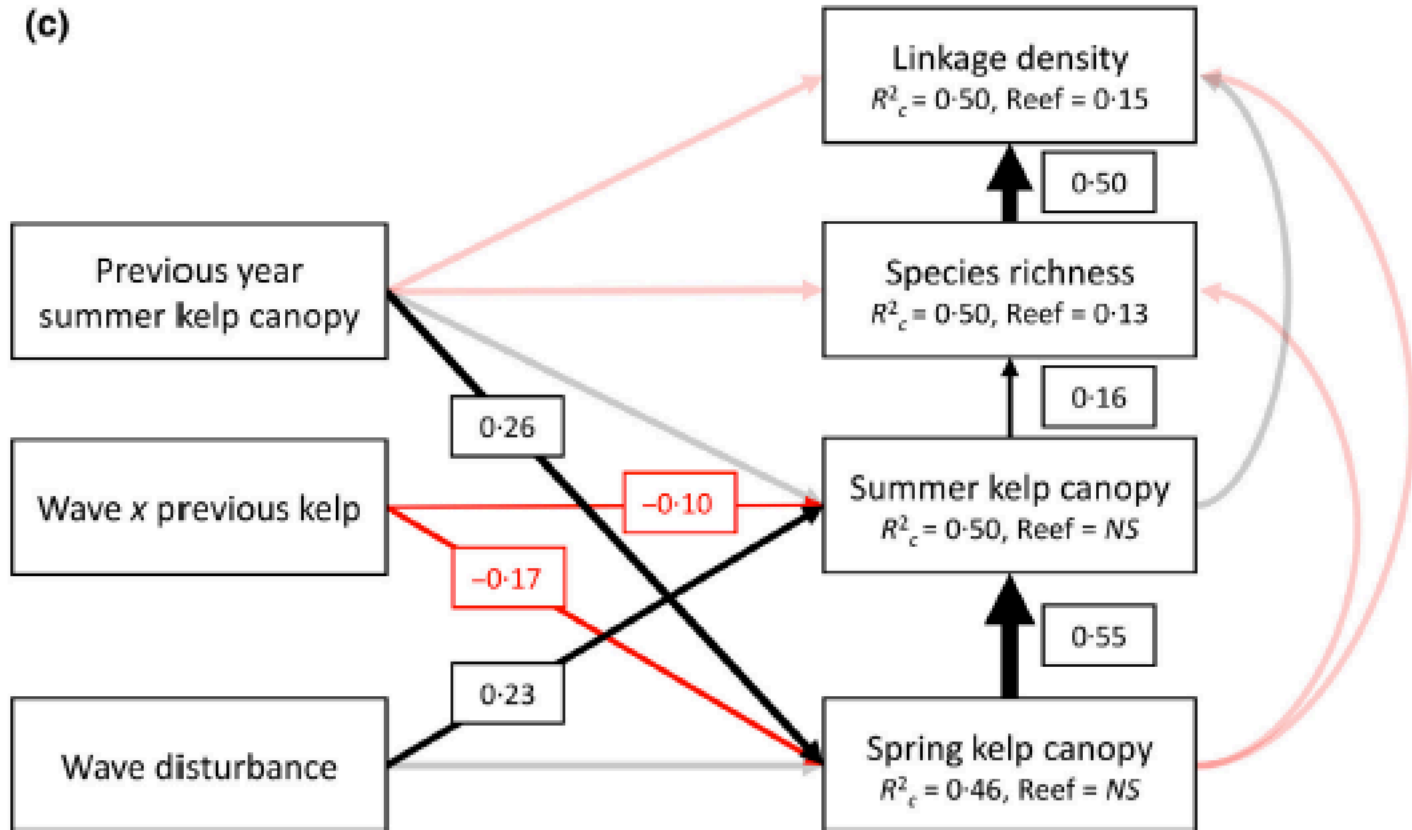 (c)
Linkage density
R²c = 0·50, Reef = 0·15
0·50
Previous year
summer kelp canopy
Species richness
R²c = 0·50, Reef = 0·13
0·16
0·26
Wave x previous kelp
–0·10
Summer kelp canopy
R²c = 0·50, Reef = NS
–0·17
0·55
0·23
Wave disturbance
Spring kelp canopy
R²c = 0·46, Reef = NS